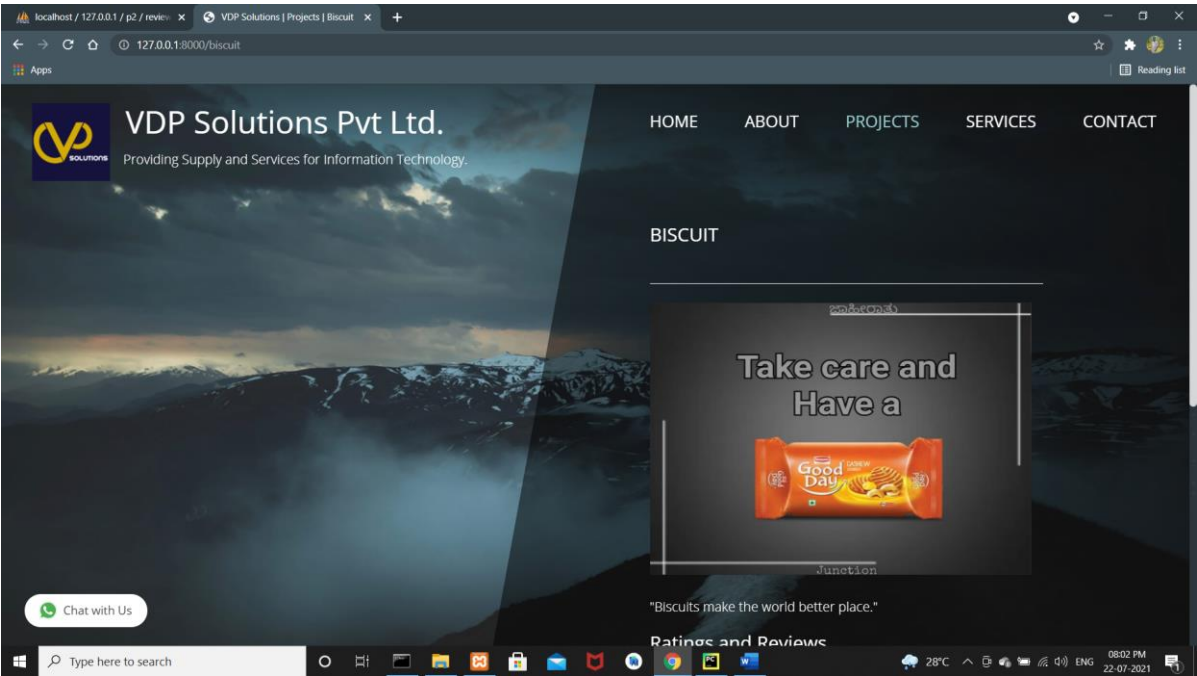 localhost / 127.0.0.1 / p2 / review
VDP Solutions | Projects | Biscuit
127.0.0.1:8000/biscuit
Apps
Reading list
SOLUTIONS
VDP Solutions Pvt Ltd.
Providing Supply and Services for Information Technology.
HOME ABOUT PROJECTS SERVICES CONTACT
BISCUIT
ಜಾಹೀರಾತು
Take care and
Have a
Good
Day
CASHEW
Junction
"Biscuits make the world better place."
Ratings and Reviews
Chat with Us
Type here to search
28°C
ENG
08:02 PM
22-07-2021